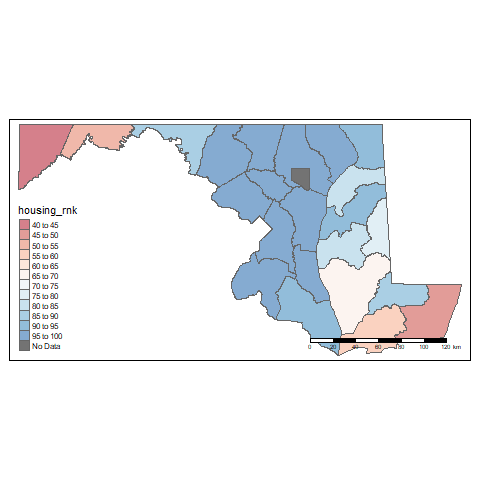 housing_rnk
40 to 45
45 to 50
50 to 55
55 to 60
60 to 65
65 to 70
70 to 75
75 to 80
80 to 85
85 to 90
90 to 95
95 to 100
No Data
0 20 40 60 80 100 120 km